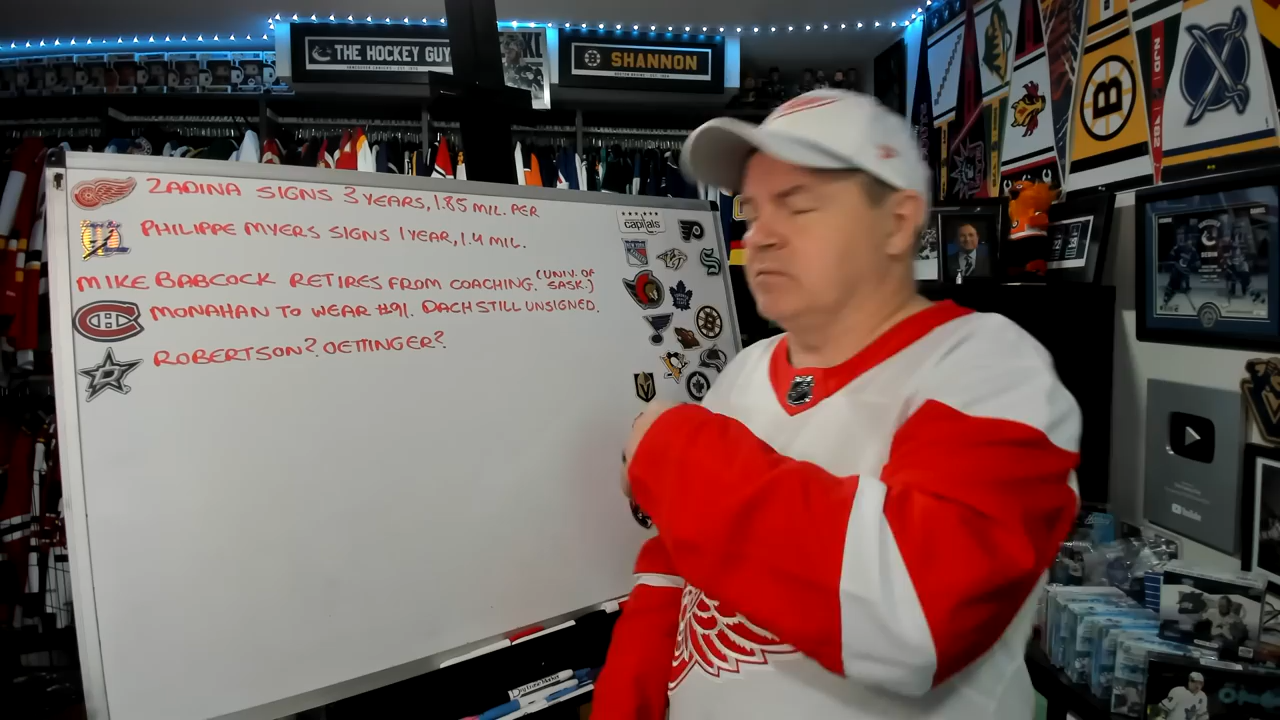 THE HOCKEY GUY
SHANNON
ZADINA SIGNS 3 YEARS, 1.85 MIL. PER
PHILIPPE MYERS SIGNS 1 YEAR, 1.4 MIL.
MIKE BABCOCK RETIRES FROM COACHING. (UNIV. OF SASK.)
MONAHAN TO WEAR #91. DACH STILL UNSIGNED.
ROBERTSON? OETTINGER?
capitals
B
YouTube